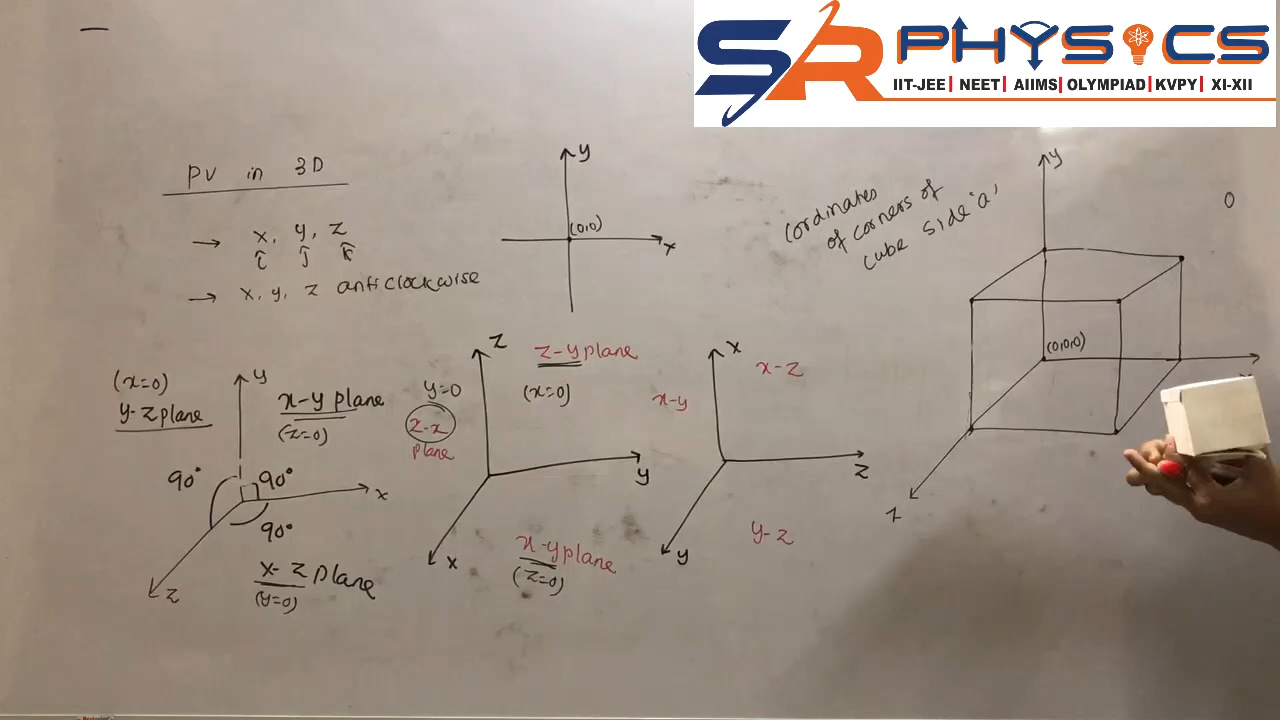 SR PHYSICS
IIT-JEE | NEET | AIIMS | OLYMPIAD | KVPY | XI-XII
PV in 3D
→ x, y, z
î ĵ k̂
→ x, y, z anticlockwise
y
(0,0)
x
Cordinates
of corners of
cube side 'a'
y
0
(0,0,0)
z
(x=0)
y-z plane
y
x-y plane
(z=0)
90°
90°
90°
x
z
x-z plane
(y=0)
z
z-y plane
(x=0)
y=0
z-x
plane
y
x
x-y plane
(z=0)
x
x-z
x-y
z
y
y-z